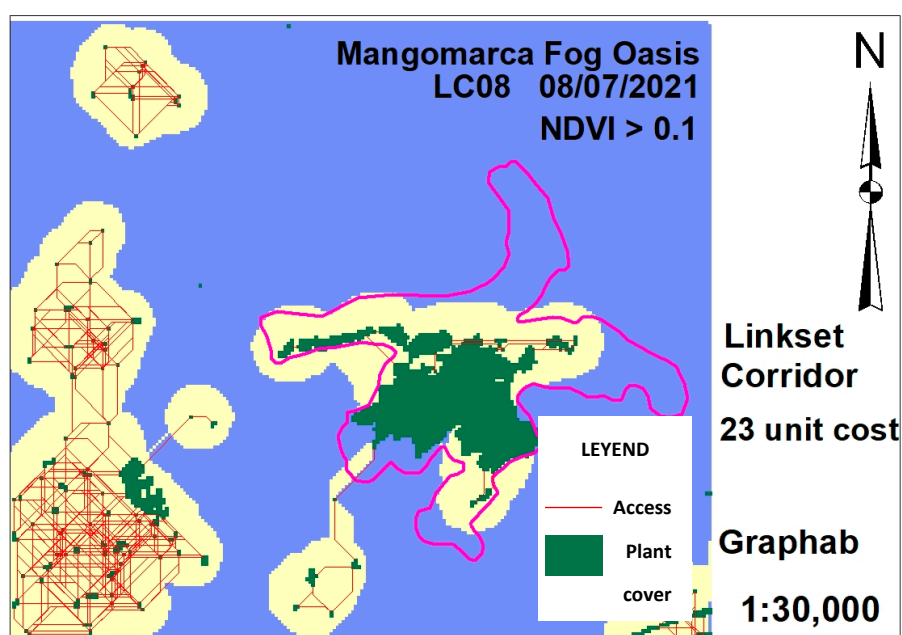 Mangomarca Fog Oasis
LC08 08/07/2021
NDVI > 0.1
N
Linkset
Corridor
23 unit cost
LEYEND
Access
Plant
cover
Graphab
1:30,000